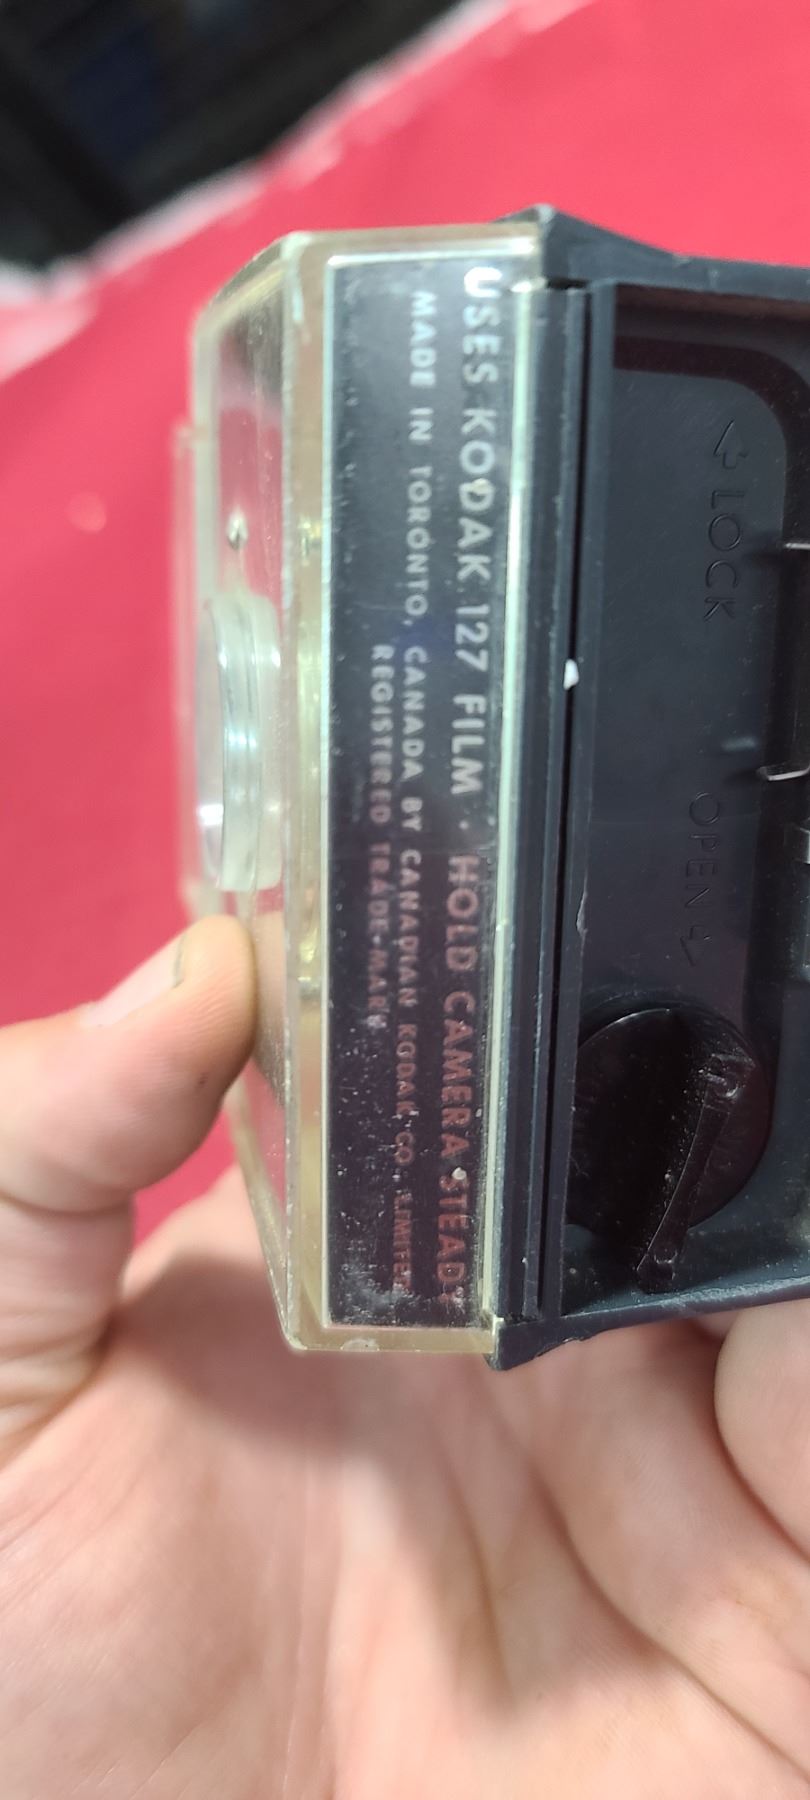 USES KODAK 127 FILM · HOLD CAMERA STEADY
MADE IN TORONTO, CANADA BY CANADIAN KODAK CO., LIMITED
REGISTERED TRADE-MARK
LOCK
OPEN